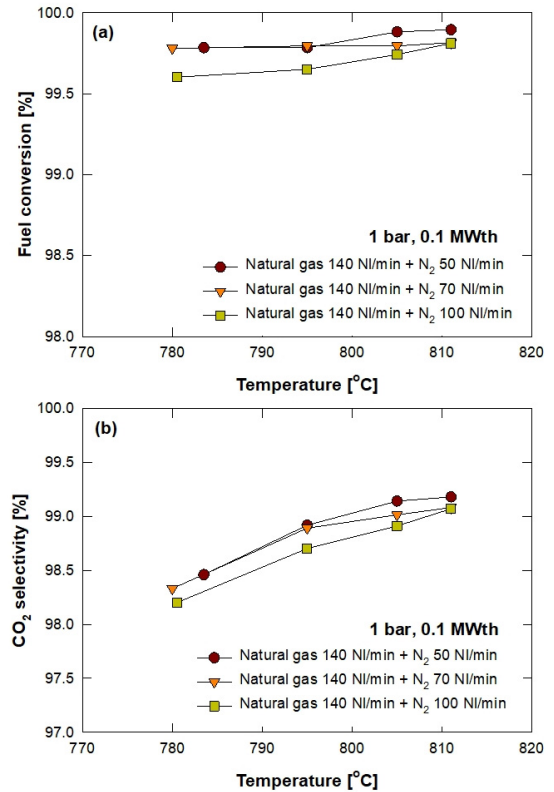 100.0
(a)
99.5
99.0
98.5
98.0
Fuel conversion [%]
1 bar, 0.1 MWth
Natural gas 140 Nl/min + N₂ 50 Nl/min
Natural gas 140 Nl/min + N₂ 70 Nl/min
Natural gas 140 Nl/min + N₂ 100 Nl/min
770 780 790 800 810 820
Temperature [°C]
100.0
(b)
99.5
99.0
98.5
98.0
97.5
97.0
CO₂ selectivity [%]
1 bar, 0.1 MWth
Natural gas 140 Nl/min + N₂ 50 Nl/min
Natural gas 140 Nl/min + N₂ 70 Nl/min
Natural gas 140 Nl/min + N₂ 100 Nl/min
770 780 790 800 810 820
Temperature [°C]